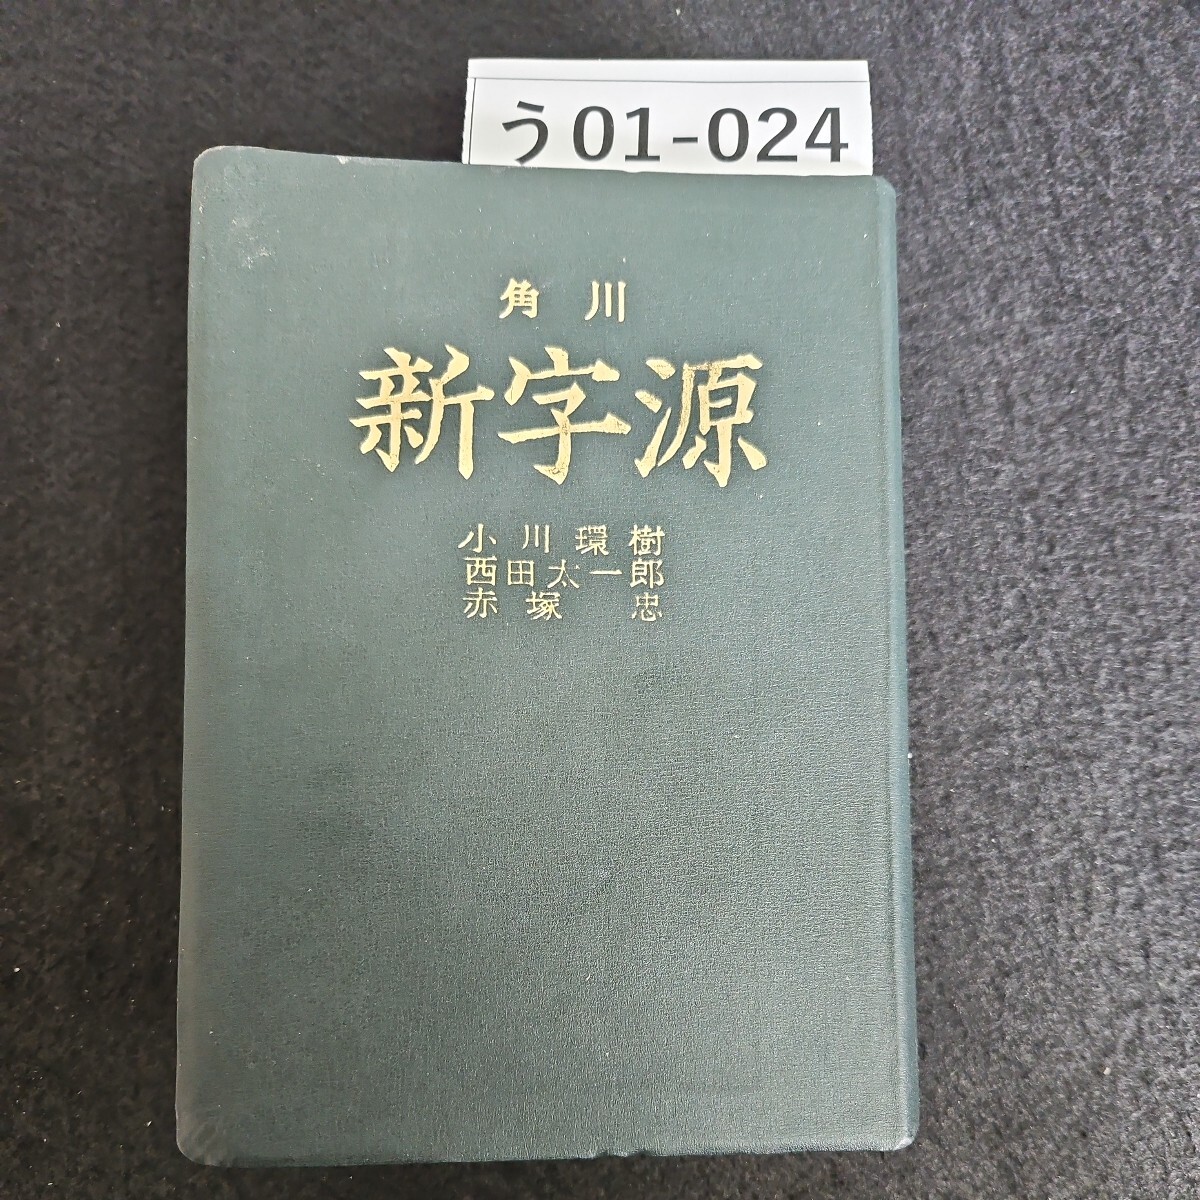 う01-024
角川
新字源
小川環樹
西田太一郎
赤塚忠